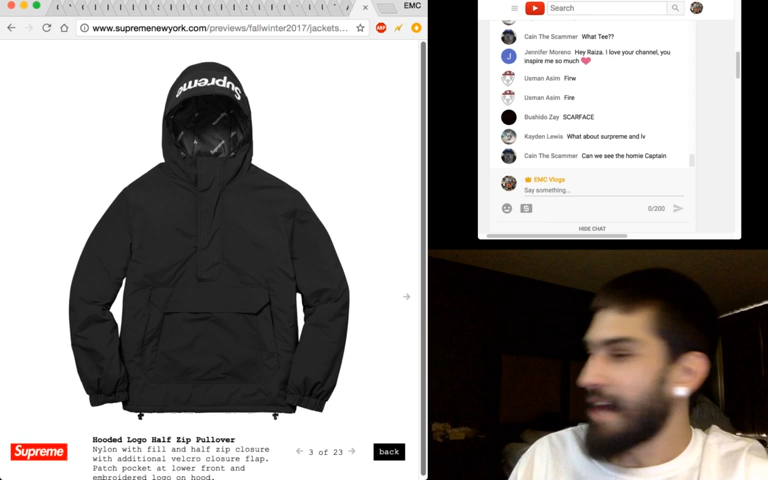 EMC
www.supremenewyork.com/previews/fallwinter2017/jackets...
ABP
Supreme
Hooded Logo Half Zip Pullover
Nylon with fill and half zip closure
with additional velcro closure flap.
Patch pocket at lower front and
embroidered logo on hood.
Supreme
3 of 23
back
Search
Cain The Scammer What Tee??
J
Jennifer Moreno Hey Raiza. I love your channel, you
inspire me so much
Usman Asim Firw
Usman Asim Fire
Bushido Zay SCARFACE
Kayden Lewis What about surpreme and lv
Cain The Scammer Can we see the homie Captain
EMC Vlogs
Say something...
0/200
HIDE CHAT